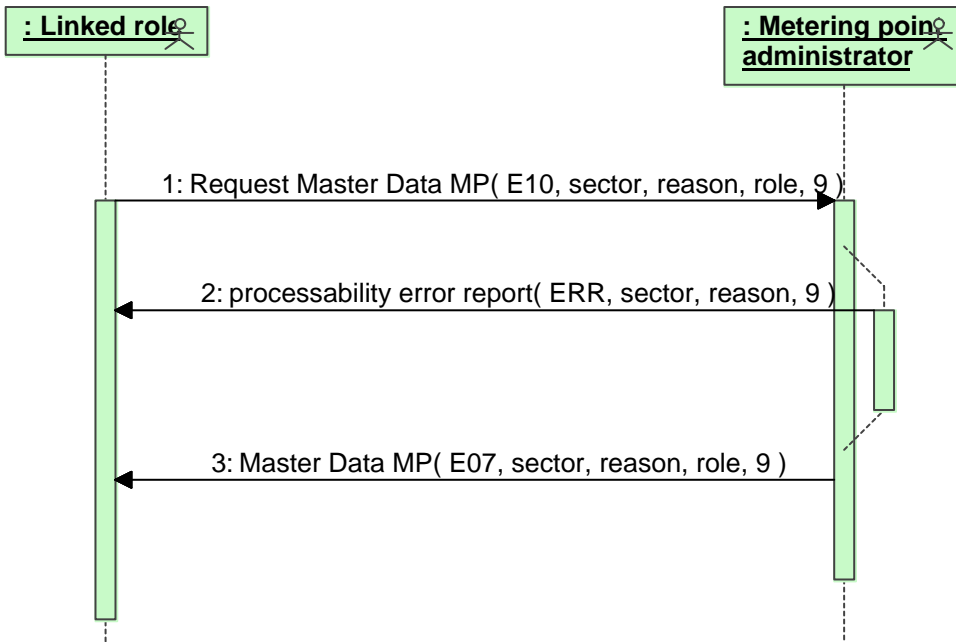 : Linked role
: Metering point
administrator
1: Request Master Data MP( E10, sector, reason, role, 9 )
2: processability error report( ERR, sector, reason, 9 )
3: Master Data MP( E07, sector, reason, role, 9 )